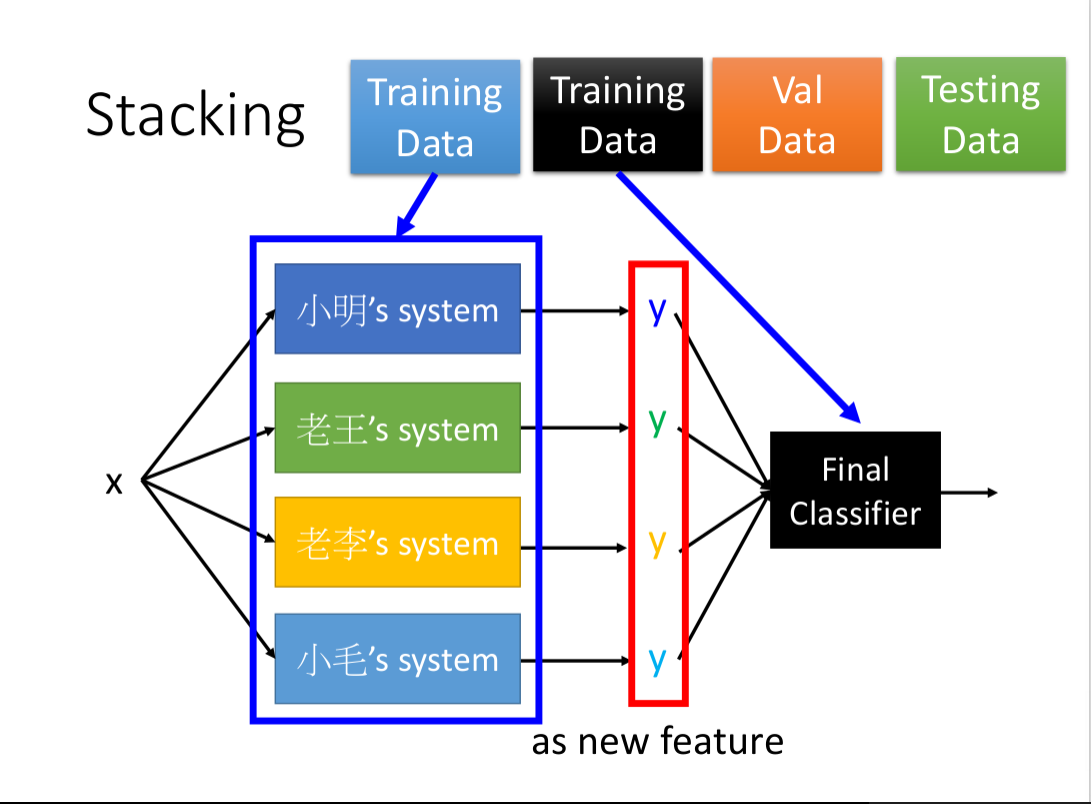 Stacking
Training
Data
Training
Data
Val
Data
Testing
Data
小明's system
y
老王's system
y
x
Final
Classifier
老李's system
y
小毛's system
y
as new feature